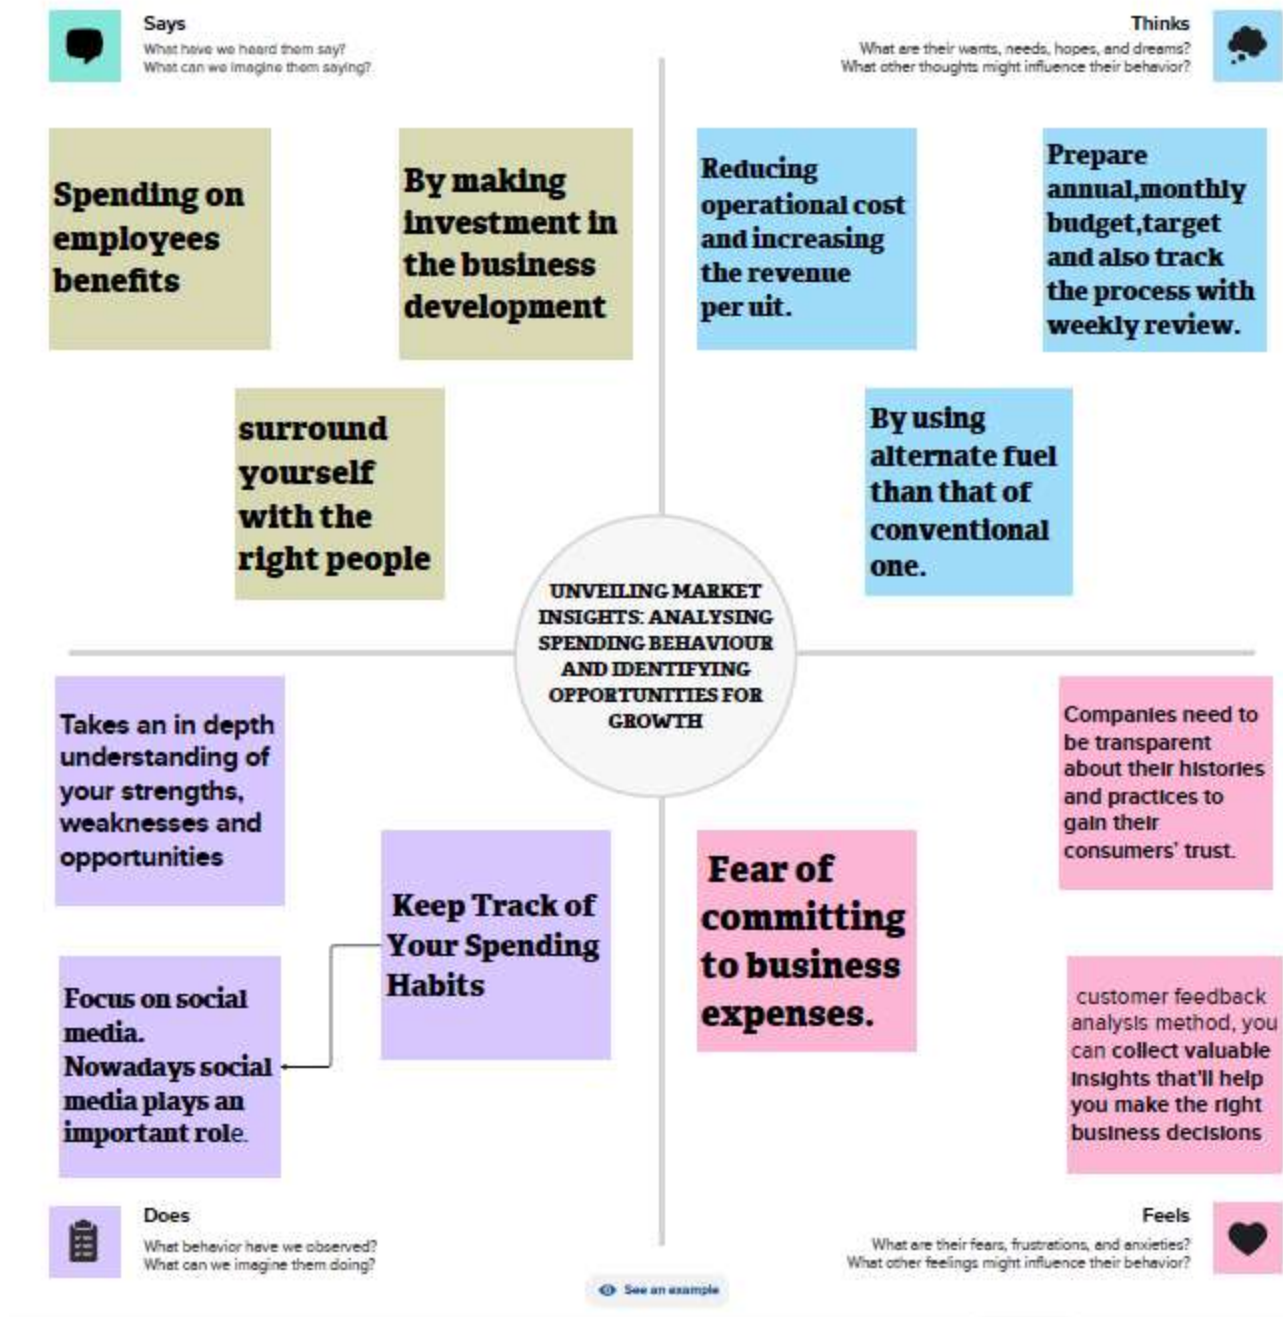 Says
What have we heard them say?
What can we imagine them saying?
Thinks
What are their wants, needs, hopes, and dreams?
What other thoughts might influence their behavior?
Spending on
employees
benefits
By making
investment in
the business
development
surround
yourself
with the
right people
Reducing
operational cost
and increasing
the revenue
per uit.
Prepare
annual,monthly
budget,target
and also track
the process with
weekly review.
By using
alternate fuel
than that of
conventional
one.
UNVEILING MARKET
INSIGHTS: ANALYSING
SPENDING BEHAVIOUR
AND IDENTIFYING
OPPORTUNITIES FOR
GROWTH
Takes an in depth
understanding of
your strengths,
weaknesses and
opportunities
Keep Track of
Your Spending
Habits
Focus on social
media.
Nowadays social
media plays an
important role.
Fear of
committing
to business
expenses.
Companies need to
be transparent
about their histories
and practices to
gain their
consumers' trust.
customer feedback
analysis method, you
can collect valuable
insights that'll help
you make the right
business decisions
Does
What behavior have we observed?
What can we imagine them doing?
Feels
What are their fears, frustrations, and anxieties?
What other feelings might influence their behavior?
See an example